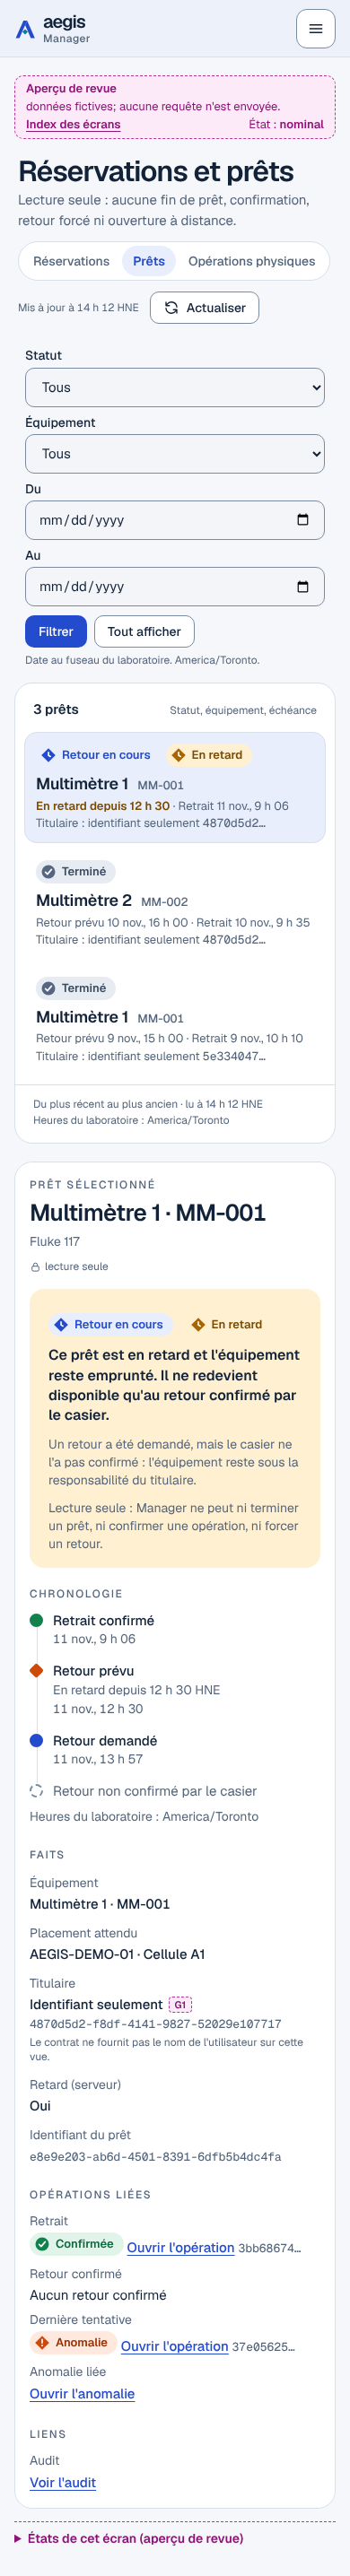 aegis
Manager
Aperçu de revue
données fictives; aucune requête n'est envoyée.
Index des écrans État : nominal
Réservations et prêts
Lecture seule : aucune fin de prêt, confirmation,
retour forcé ni ouverture à distance.
Réservations Prêts Opérations physiques
Mis à jour à 14 h 12 HNE Actualiser
Statut
Tous
Équipement
Tous
Du
mm/dd/yyyy
Au
mm/dd/yyyy
Filtrer Tout afficher
Date au fuseau du laboratoire. America/Toronto.
3 prêts Statut, équipement, échéance
Retour en cours En retard
Multimètre 1 MM-001
En retard depuis 12 h 30 · Retrait 11 nov., 9 h 06
Titulaire : identifiant seulement 4870d5d2…
Terminé
Multimètre 2 MM-002
Retour prévu 10 nov., 16 h 00 · Retrait 10 nov., 9 h 35
Titulaire : identifiant seulement 4870d5d2…
Terminé
Multimètre 1 MM-001
Retour prévu 9 nov., 15 h 00 · Retrait 9 nov., 10 h 10
Titulaire : identifiant seulement 5e334047…
Du plus récent au plus ancien · lu à 14 h 12 HNE
Heures du laboratoire : America/Toronto
PRÊT SÉLECTIONNÉ
Multimètre 1 · MM-001
Fluke 117
lecture seule
Retour en cours En retard
Ce prêt est en retard et l'équipement
reste emprunté. Il ne redevient
disponible qu'au retour confirmé par
le casier.
Un retour a été demandé, mais le casier ne
l'a pas confirmé : l'équipement reste sous la
responsabilité du titulaire.
Lecture seule : Manager ne peut ni terminer
un prêt, ni confirmer une opération, ni forcer
un retour.
CHRONOLOGIE
Retrait confirmé
11 nov., 9 h 06
Retour prévu
En retard depuis 12 h 30 HNE
11 nov., 12 h 30
Retour demandé
11 nov., 13 h 57
Retour non confirmé par le casier
Heures du laboratoire : America/Toronto
FAITS
Équipement
Multimètre 1 · MM-001
Placement attendu
AEGIS-DEMO-01 · Cellule A1
Titulaire
Identifiant seulement G1
4870d5d2-f8df-4141-9827-52029e107717
Le contrat ne fournit pas le nom de l'utilisateur sur cette
vue.
Retard (serveur)
Oui
Identifiant du prêt
e8e9e203-ab6d-4501-8391-6dfb5b4dc4fa
OPÉRATIONS LIÉES
Retrait
Confirmée Ouvrir l'opération 3bb68674…
Retour confirmé
Aucun retour confirmé
Dernière tentative
Anomalie Ouvrir l'opération 37e05625…
Anomalie liée
Ouvrir l'anomalie
LIENS
Audit
Voir l'audit
États de cet écran (aperçu de revue)